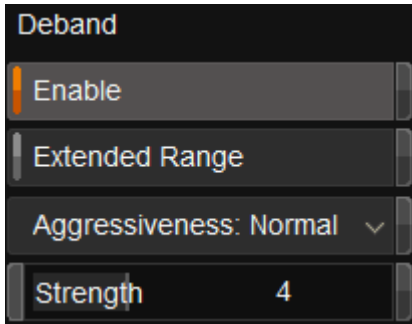 Deband
Enable
Extended Range
Aggressiveness: Normal
Strength 4